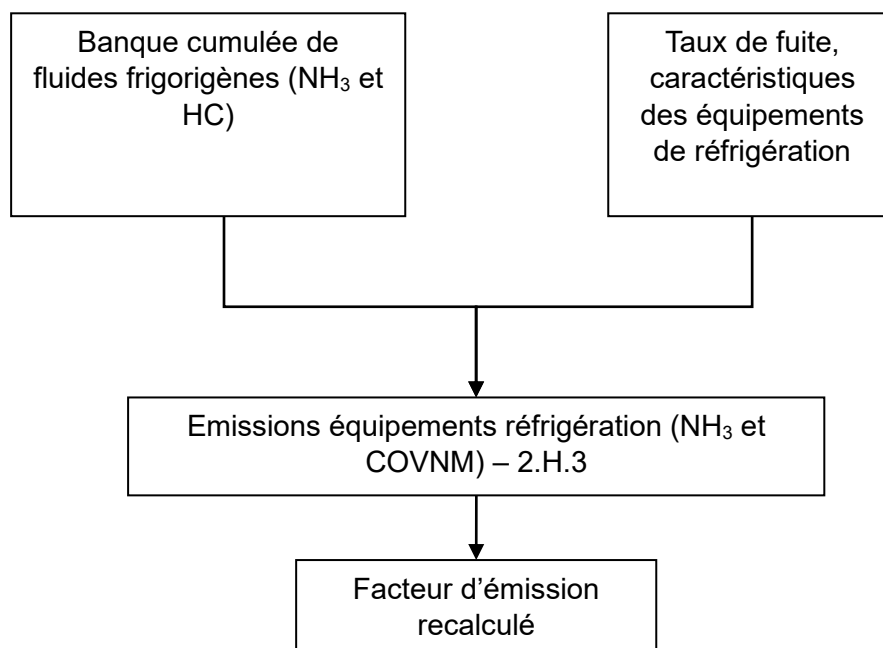 Banque cumulée de
fluides frigorigènes (NH₃ et
HC)
Taux de fuite,
caractéristiques
des équipements
de réfrigération
Emissions équipements réfrigération (NH₃ et
COVNM) – 2.H.3
Facteur d’émission
recalculé